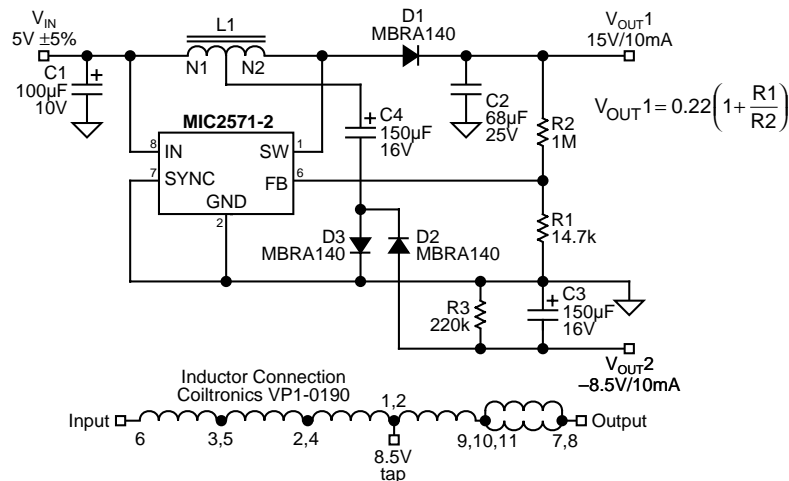 VIN
5V ±5%
L1
D1
MBRA140
VOUT1
15V/10mA
N1 N2
C1
100µF
10V
+
C4
150µF
16V
+
C2
68µF
25V
R2
1M
VOUT1 = 0.22(1 + R1/R2)
MIC2571-2
8 IN
SW 1
7 SYNC
FB 6
GND
2
D3
MBRA140
D2
MBRA140
R1
14.7k
R3
220k
+
C3
150µF
16V
VOUT2
–8.5V/10mA
Inductor Connection
Coiltronics VP1-0190
1,2
Input
Output
6
3,5
2,4
9,10,11
7,8
8.5V
tap